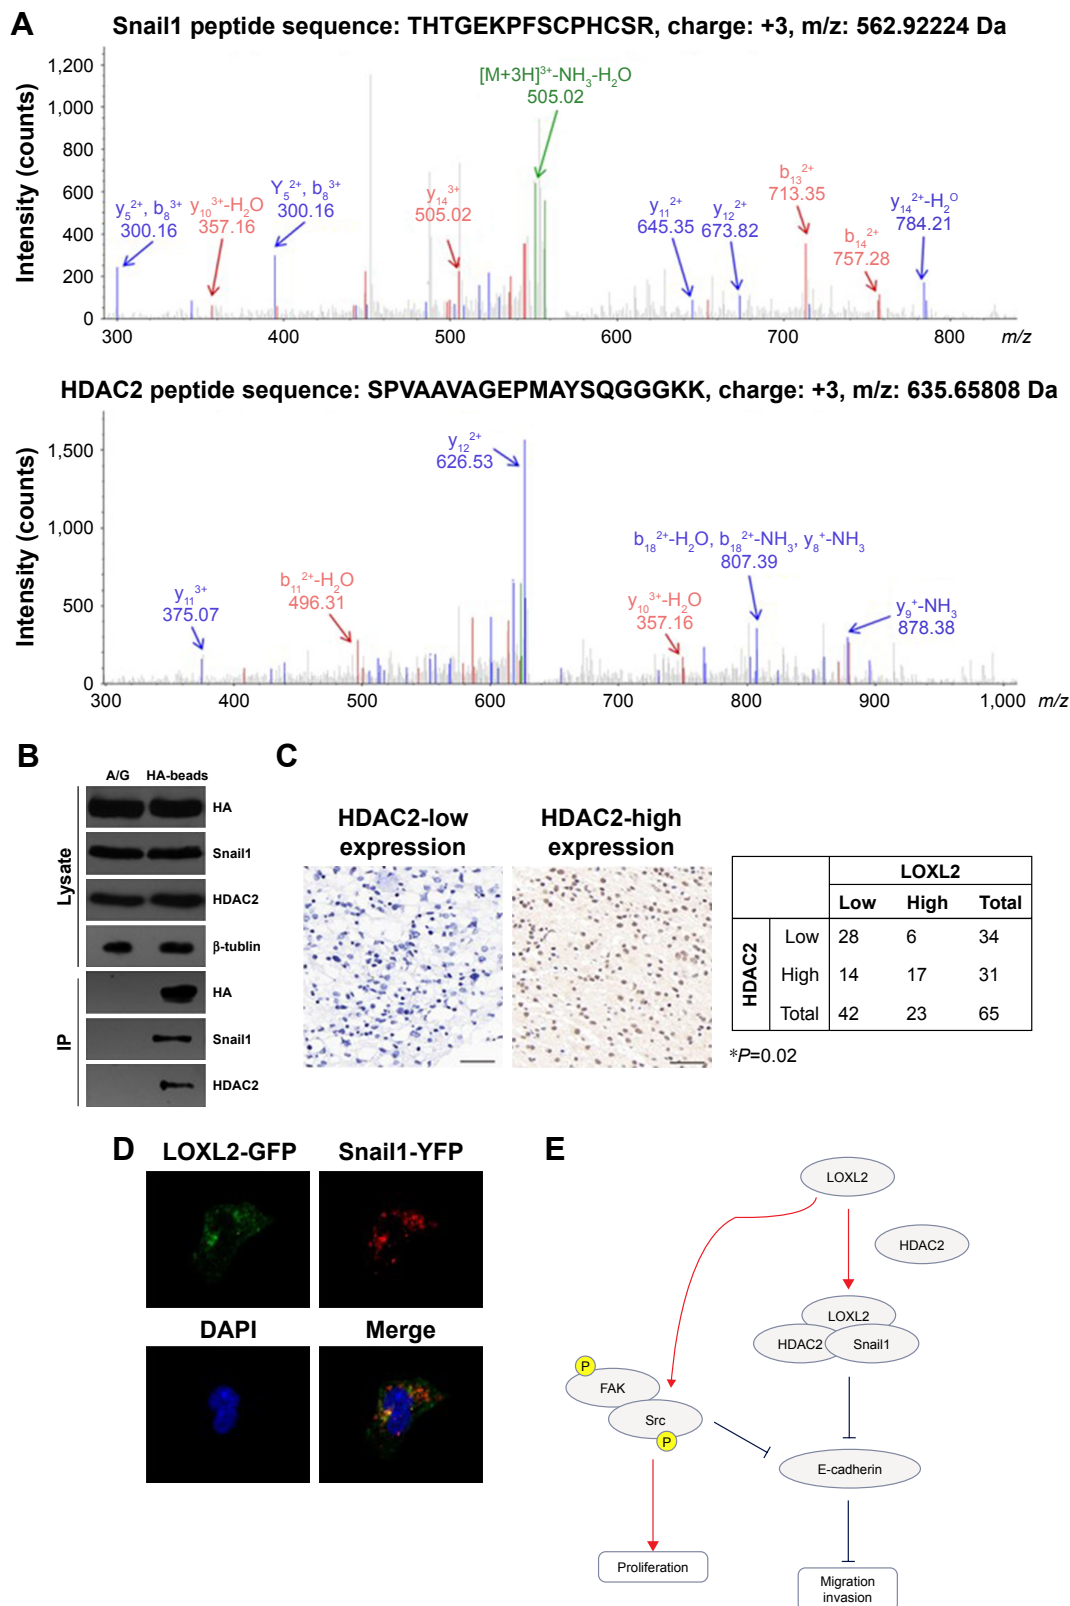 A
Snail1 peptide sequence: THTGEKPFSCPHCSR, charge: +3, m/z: 562.92224 Da
Intensity (counts)
1,200
1,000
800
600
400
200
0
y₅²⁺, b₈³⁺
300.16
y₁₀³⁺-H₂O
357.16
Y₅²⁺, b₈³⁺
300.16
y₁₄³⁺
505.02
[M+3H]³⁺-NH₃-H₂O
505.02
y₁₁²⁺
645.35
y₁₂²⁺
673.82
b₁₃²⁺
713.35
b₁₄²⁺
757.28
y₁₄²⁺-H₂O
784.21
300
400
500
600
700
800
m/z
HDAC2 peptide sequence: SPVAAVAGEPMAYSQGGGKK, charge: +3, m/z: 635.65808 Da
Intensity (counts)
1,500
1,000
500
0
y₁₁³⁺
375.07
b₁₁²⁺-H₂O
496.31
y₁₂²⁺
626.53
y₁₀³⁺-H₂O
357.16
b₁₈²⁺-H₂O, b₁₈²⁺-NH₃, y₈⁺-NH₃
807.39
y₉⁺-NH₃
878.38
300
400
500
600
700
800
900
1,000
m/z
B
A/G HA-beads
Lysate
HA
Snail1
HDAC2
β-tublin
IP
HA
Snail1
HDAC2
C
HDAC2-low
expression
HDAC2-high
expression
LOXL2
Low High Total
HDAC2
Low 28 6 34
High 14 17 31
Total 42 23 65
*P=0.02
D
LOXL2-GFP
Snail1-YFP
DAPI
Merge
E
LOXL2
HDAC2
LOXL2
HDAC2
Snail1
P
FAK
Src
P
E-cadherin
Proliferation
Migration
invasion